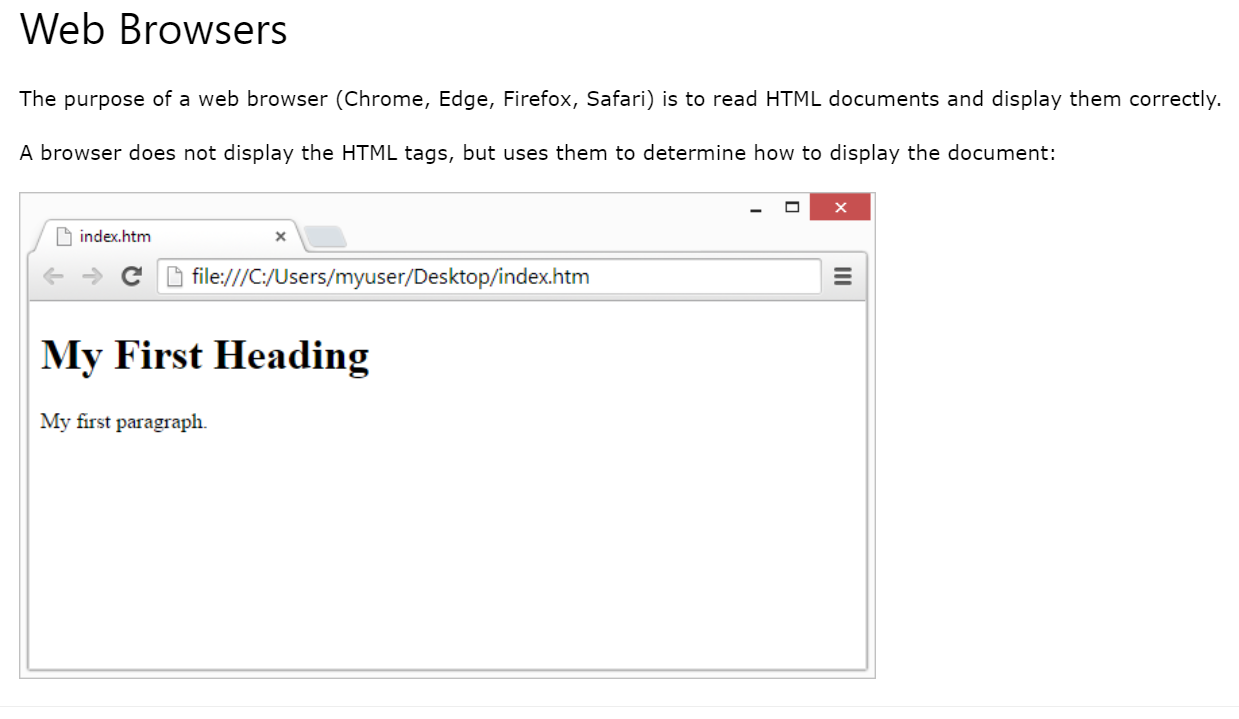 Web Browsers
The purpose of a web browser (Chrome, Edge, Firefox, Safari) is to read HTML documents and display them correctly.
A browser does not display the HTML tags, but uses them to determine how to display the document:
index.htm
file:///C:/Users/myuser/Desktop/index.htm
My First Heading
My first paragraph.